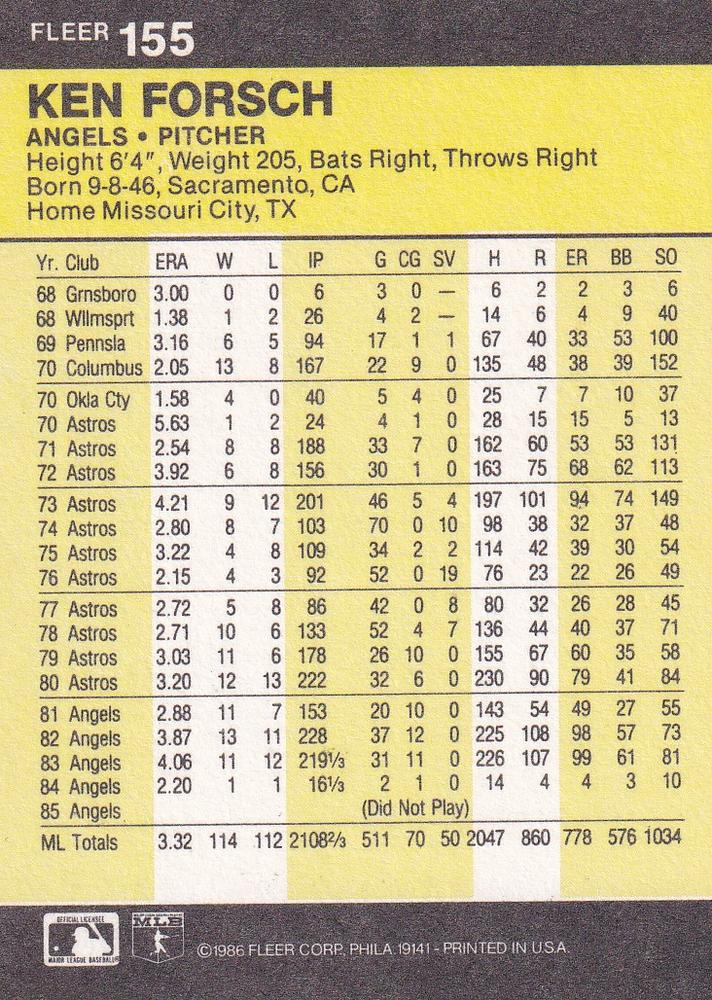 FLEER 155
KEN FORSCH
ANGELS • PITCHER
Height 6'4", Weight 205, Bats Right, Throws Right
Born 9-8-46, Sacramento, CA
Home Missouri City, TX
Yr. Club ERA W L IP G CG SV H R ER BB SO
68 Grnsboro 3.00 0 0 6 3 0 — 6 2 2 3 6
68 Wllmsprt 1.38 1 2 26 4 2 — 14 6 4 9 40
69 Pennsla 3.16 6 5 94 17 1 1 67 40 33 53 100
70 Columbus 2.05 13 8 167 22 9 0 135 48 38 39 152
70 Okla Cty 1.58 4 0 40 5 4 0 25 7 7 10 37
70 Astros 5.63 1 2 24 4 1 0 28 15 15 5 13
71 Astros 2.54 8 8 188 33 7 0 162 60 53 53 131
72 Astros 3.92 6 8 156 30 1 0 163 75 68 62 113
73 Astros 4.21 9 12 201 46 5 4 197 101 94 74 149
74 Astros 2.80 8 7 103 70 0 10 98 38 32 37 48
75 Astros 3.22 4 8 109 34 2 2 114 42 39 30 54
76 Astros 2.15 4 3 92 52 0 19 76 23 22 26 49
77 Astros 2.72 5 8 86 42 0 8 80 32 26 28 45
78 Astros 2.71 10 6 133 52 4 7 136 44 40 37 71
79 Astros 3.03 11 6 178 26 10 0 155 67 60 35 58
80 Astros 3.20 12 13 222 32 6 0 230 90 79 41 84
81 Angels 2.88 11 7 153 20 10 0 143 54 49 27 55
82 Angels 3.87 13 11 228 37 12 0 225 108 98 57 73
83 Angels 4.06 11 12 219⅓ 31 11 0 226 107 99 61 81
84 Angels 2.20 1 1 16⅓ 2 1 0 14 4 4 3 10
85 Angels (Did Not Play)
ML Totals 3.32 114 112 2108⅔ 511 70 50 2047 860 778 576 1034
OFFICIAL LICENSEE
MAJOR LEAGUE BASEBALL
MLB
©1986 FLEER CORP., PHILA. 19141 - PRINTED IN U.S.A.